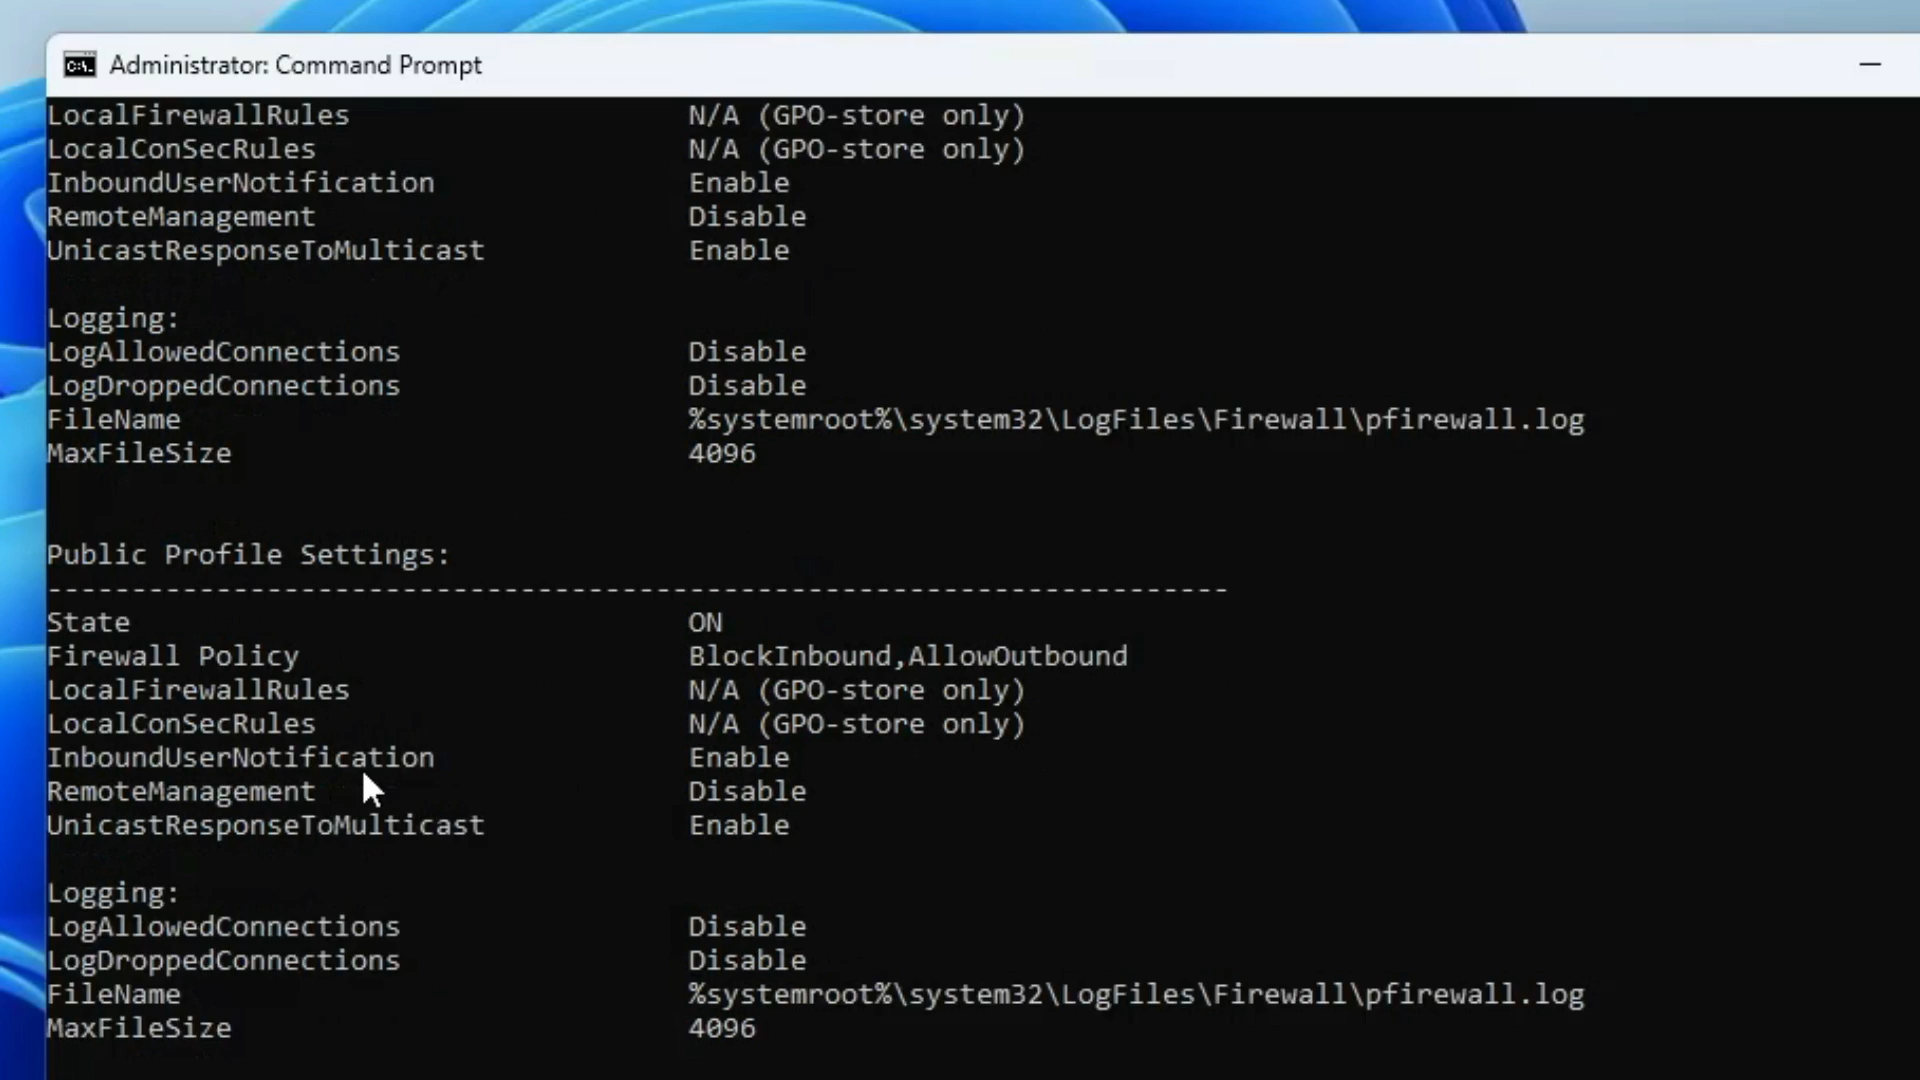 Administrator: Command Prompt
LocalFirewallRules N/A (GPO-store only)
LocalConSecRules N/A (GPO-store only)
InboundUserNotification Enable
RemoteManagement Disable
UnicastResponseToMulticast Enable
Logging:
LogAllowedConnections Disable
LogDroppedConnections Disable
FileName %systemroot%\system32\LogFiles\Firewall\pfirewall.log
MaxFileSize 4096
Public Profile Settings:
----------------------------------------------------------------------
State ON
Firewall Policy BlockInbound,AllowOutbound
LocalFirewallRules N/A (GPO-store only)
LocalConSecRules N/A (GPO-store only)
InboundUserNotification Enable
RemoteManagement Disable
UnicastResponseToMulticast Enable
Logging:
LogAllowedConnections Disable
LogDroppedConnections Disable
FileName %systemroot%\system32\LogFiles\Firewall\pfirewall.log
MaxFileSize 4096